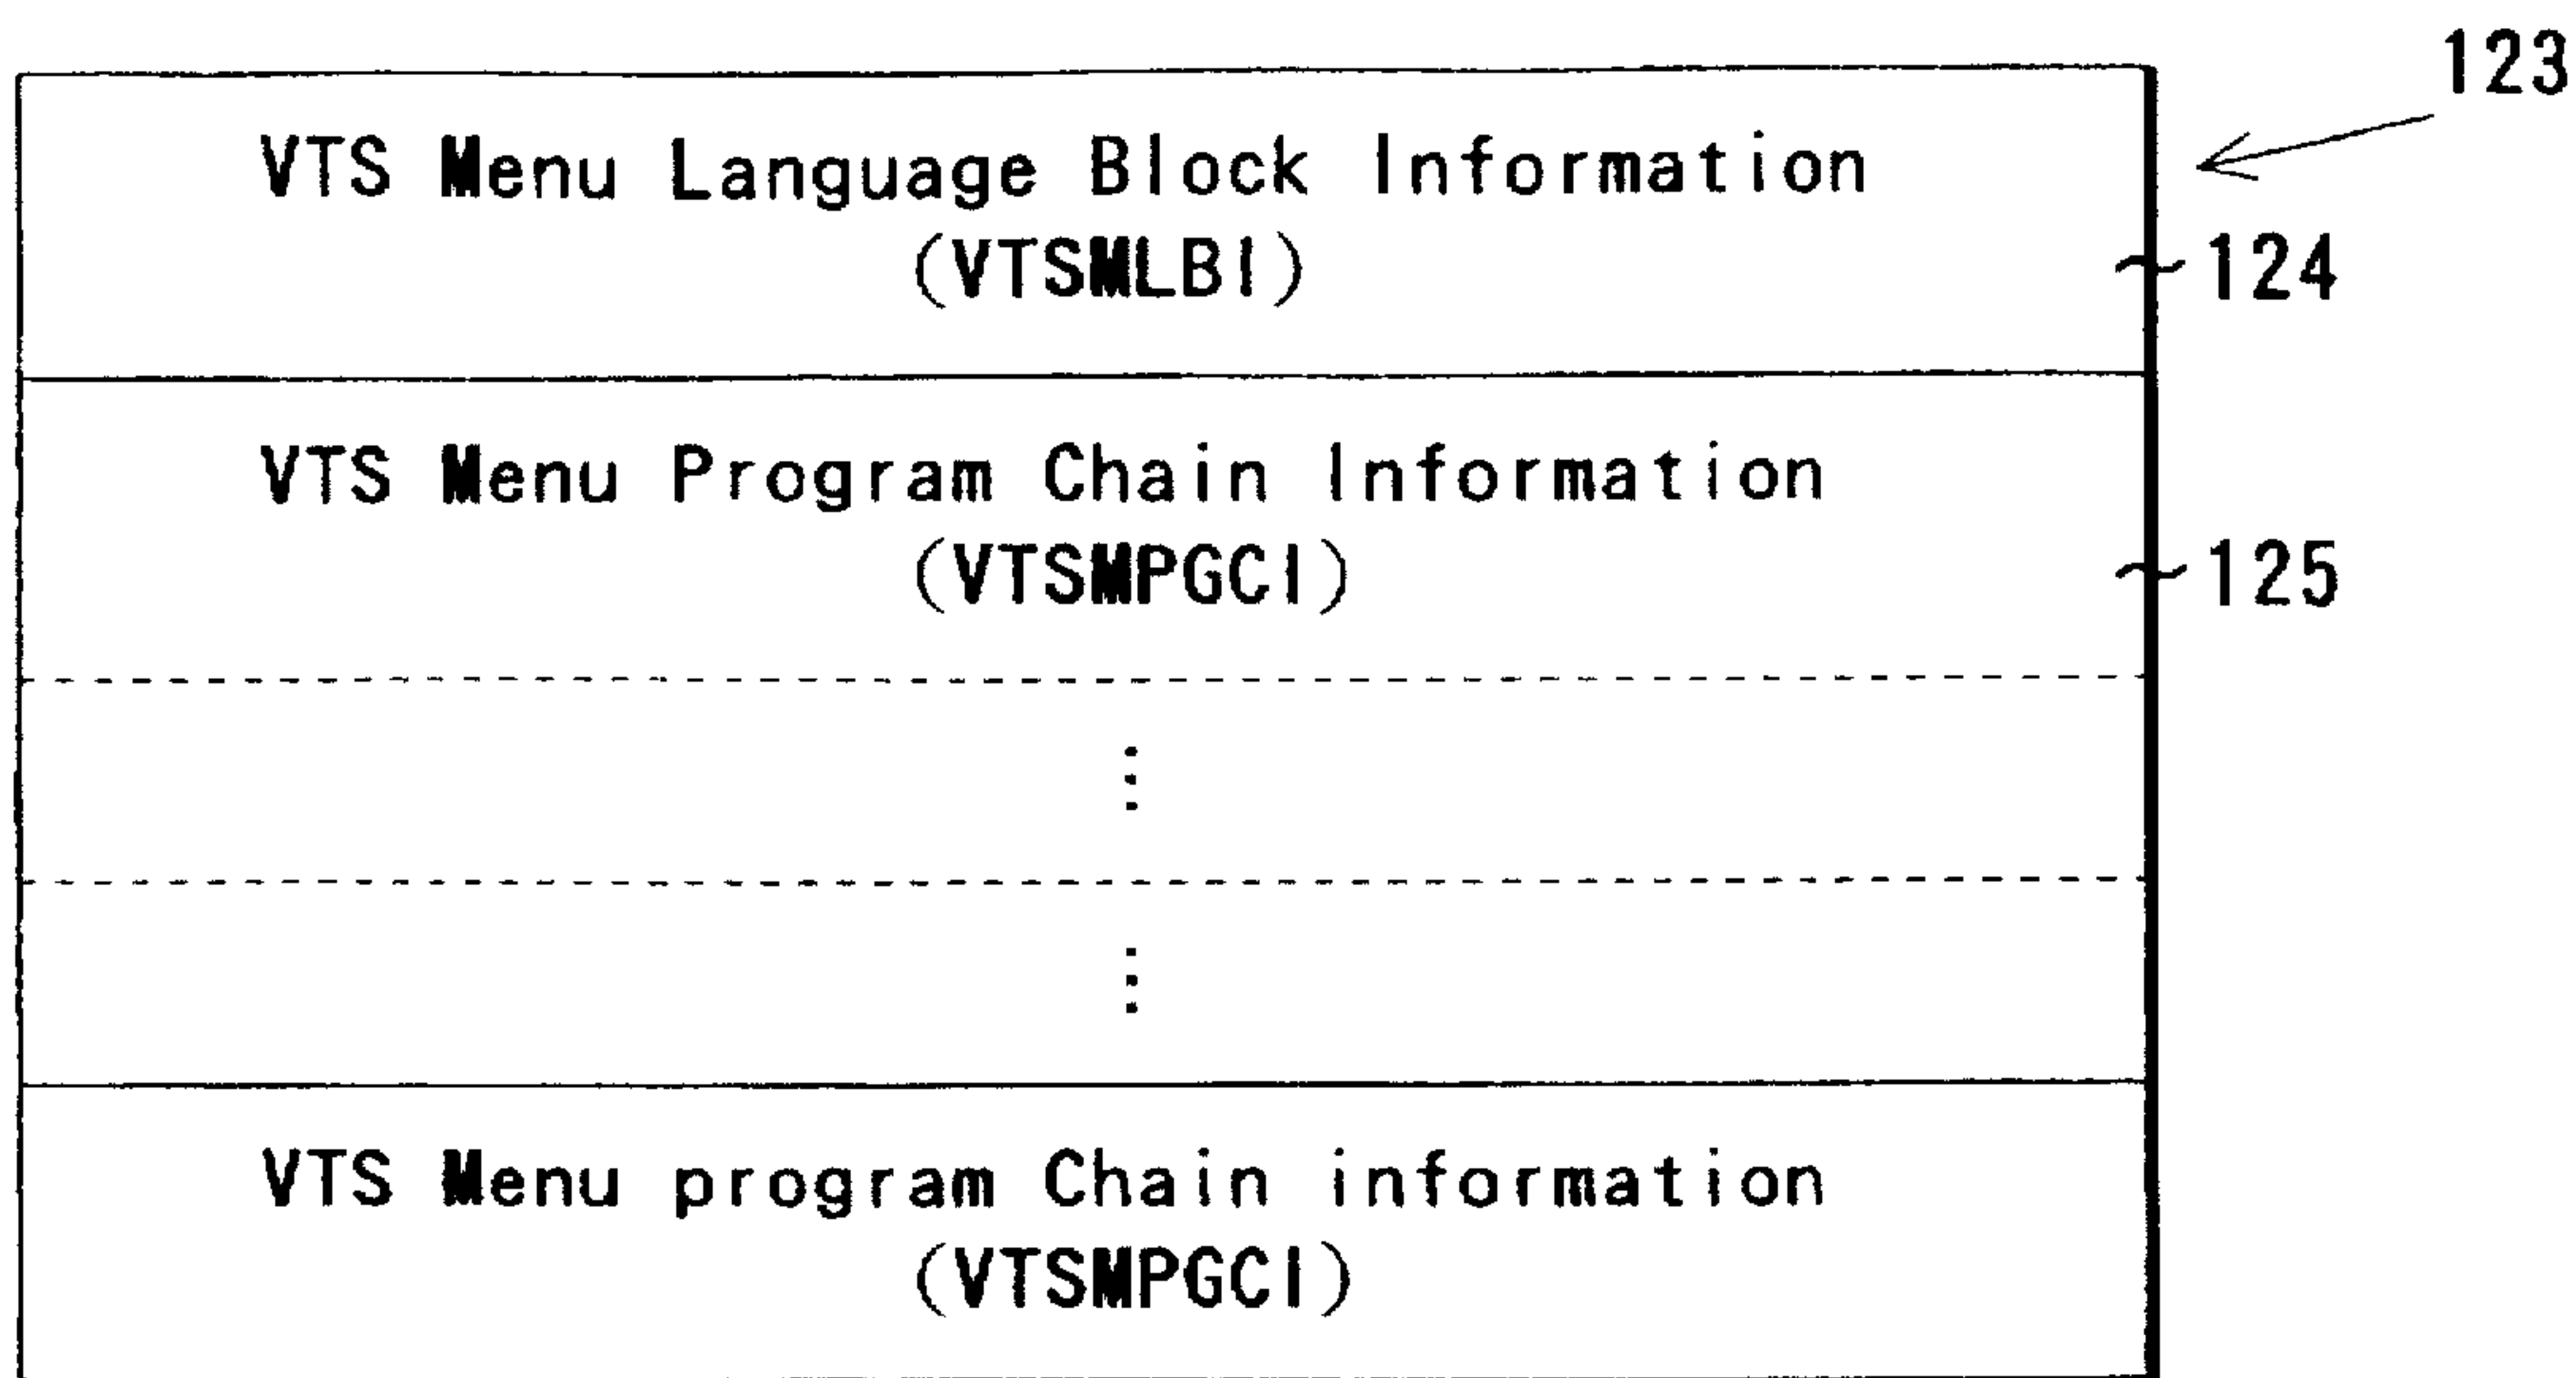 123
VTS Menu Language Block Information
(VTSMLBI)
124
VTS Menu Program Chain Information
(VTSMPGCI)
125
VTS Menu program Chain information
(VTSMPGCI)